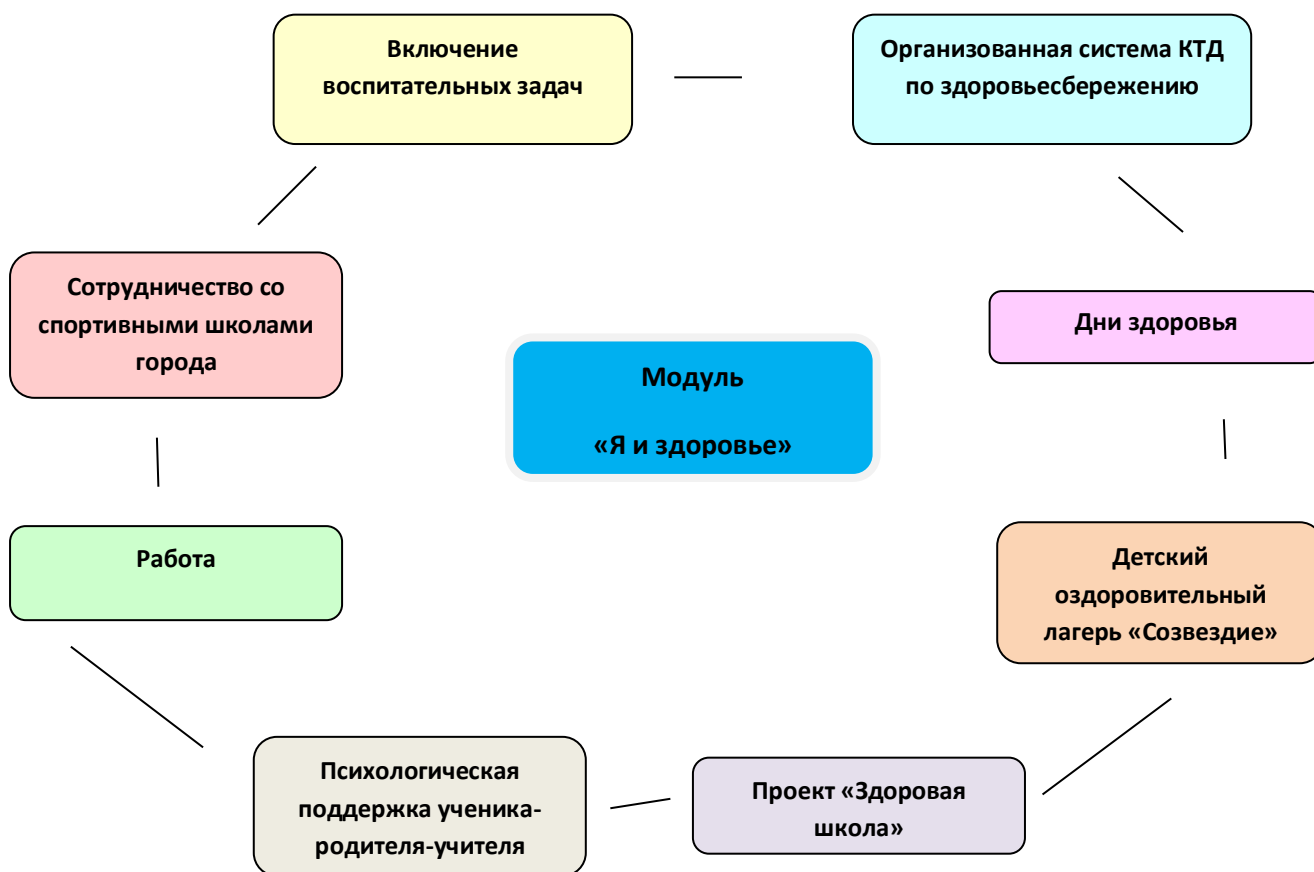 Включение
воспитательных задач
Организованная система КТД
по здоровьесбережению
Сотрудничество со
спортивными школами
города
Дни здоровья
Модуль
«Я и здоровье»
Работа
Детский
оздоровительный
лагерь «Созвездие»
Психологическая
поддержка ученика-
родителя-учителя
Проект «Здоровая
школа»